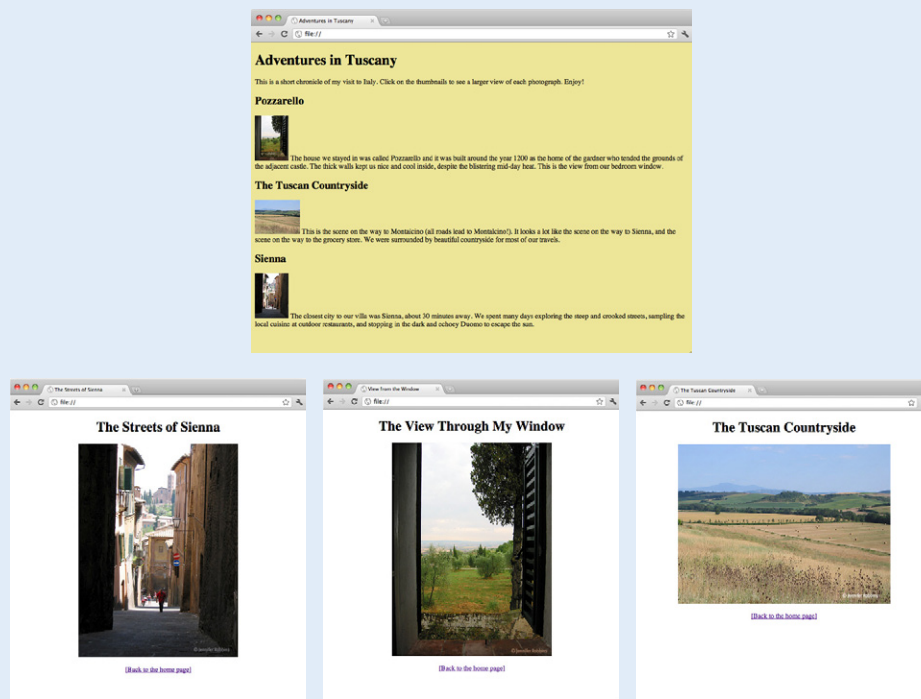 Adventures in Tuscany
file://
Adventures in Tuscany
This is a short chronicle of my visit to Italy. Click on the thumbnails to see a larger view of each photograph. Enjoy!
Pozzarello
The house we stayed in was called Pozzarello and it was built around the year 1200 as the home of the gardner who tended the grounds of
the adjacent castle. The thick walls kept us nice and cool inside, despite the blistering mid-day heat. This is the view from our bedroom window.
The Tuscan Countryside
This is the scene on the way to Montalcino (all roads lead to Montalcino!). It looks a lot like the scene on the way to Sienna, and the
scene on the way to the grocery store. We were surrounded by beautiful countryside for most of our travels.
Sienna
The closest city to our villa was Sienna, about 30 minutes away. We spent many days exploring the steep and crooked streets, sampling the
local cuisine at outdoor restaurants, and stopping in the dark and echoey Duomo to escape the sun.
The Streets of Sienna
file://
The Streets of Sienna
[Back to the home page]
View from the Window
file://
The View Through My Window
[Back to the home page]
The Tuscan Countryside
file://
The Tuscan Countryside
[Back to the home page]